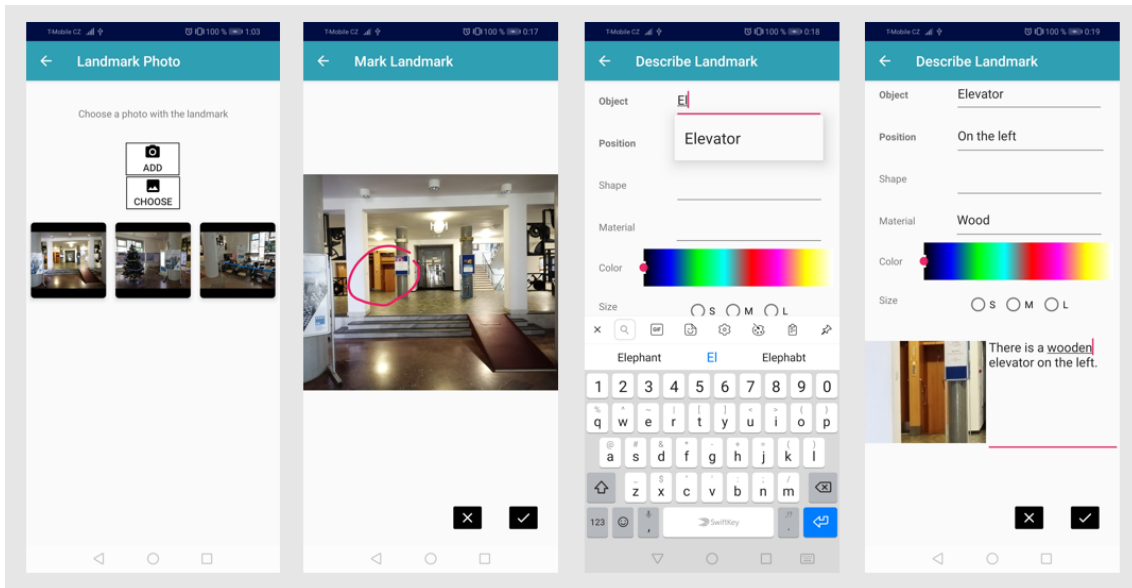 T-Mobile CZ 100 % 1:03
Landmark Photo
Choose a photo with the landmark
ADD
CHOOSE
T-Mobile CZ 100 % 0:17
Mark Landmark
T-Mobile CZ 100 % 0:18
Describe Landmark
Object El
Elevator
Position
Shape
Material
Color
Size S M L
GIF
Elephant El Elephabt
1 2 3 4 5 6 7 8 9 0
% ^ ~ | [ ] < > { }
q w e r t y u i o p
@ # & * - + = ( )
a s d f g h j k l
_ $ " ' : ; /
z x c v b n m
123 , SwiftKey !? .
T-Mobile CZ 100 % 0:19
Describe Landmark
Object Elevator
Position On the left
Shape
Material Wood
Color
Size S M L
There is a wooden
elevator on the left.